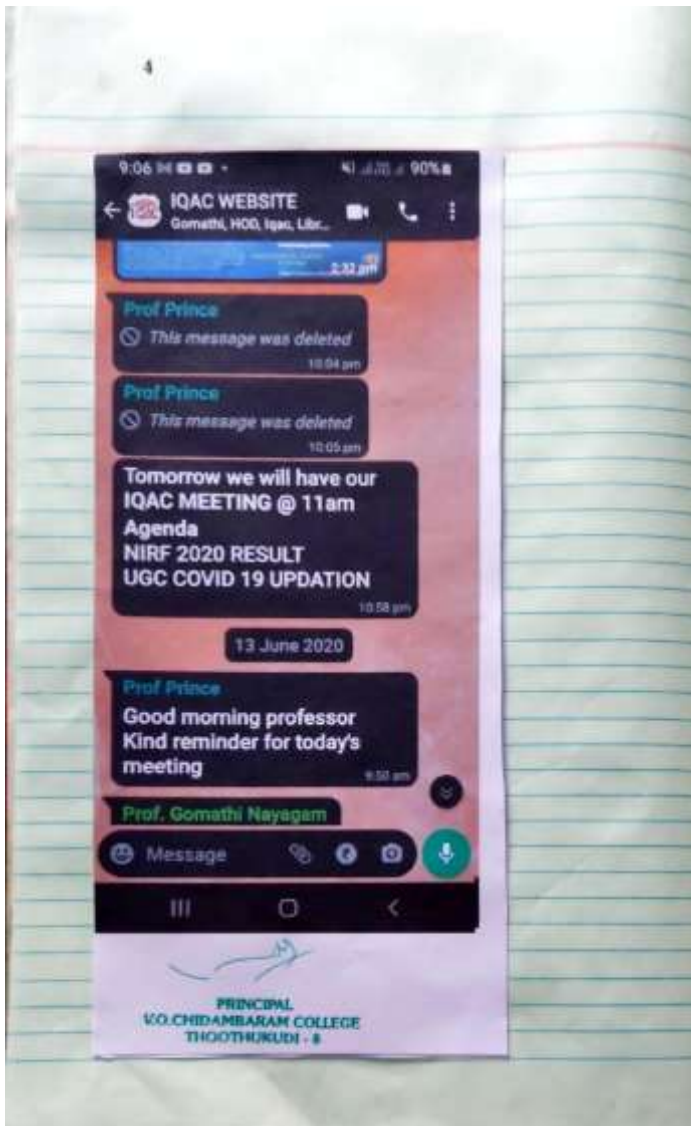 4
9:06
90%
IQAC WEBSITE
Gomathi, HOD, Iqac, Libr...
2:32 pm
Prof Prince
This message was deleted
10:04 pm
Prof Prince
This message was deleted
10:05 pm
Tomorrow we will have our
IQAC MEETING @ 11am
Agenda
NIRF 2020 RESULT
UGC COVID 19 UPDATION
10:58 pm
13 June 2020
Prof Prince
Good morning professor
Kind reminder for today's
meeting
9:50 am
Prof. Gomathi Nayagam
Message
PRINCIPAL
V.O.CHIDAMBARAM COLLEGE
THOOTHUKUDI - 8